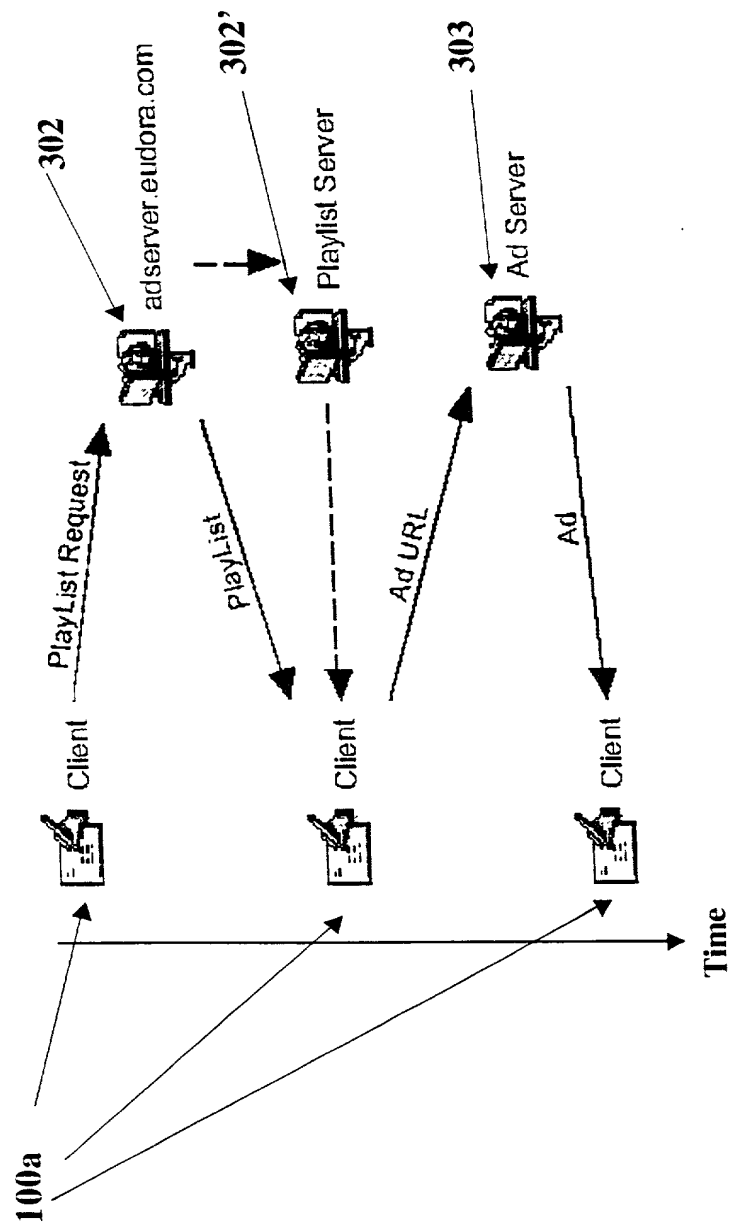 100a
302
302'
303
PlayList Request
Client
adserver.eudora.com
PlayList
Playlist Server
Client
Ad URL
Ad Server
Ad
Client
Time